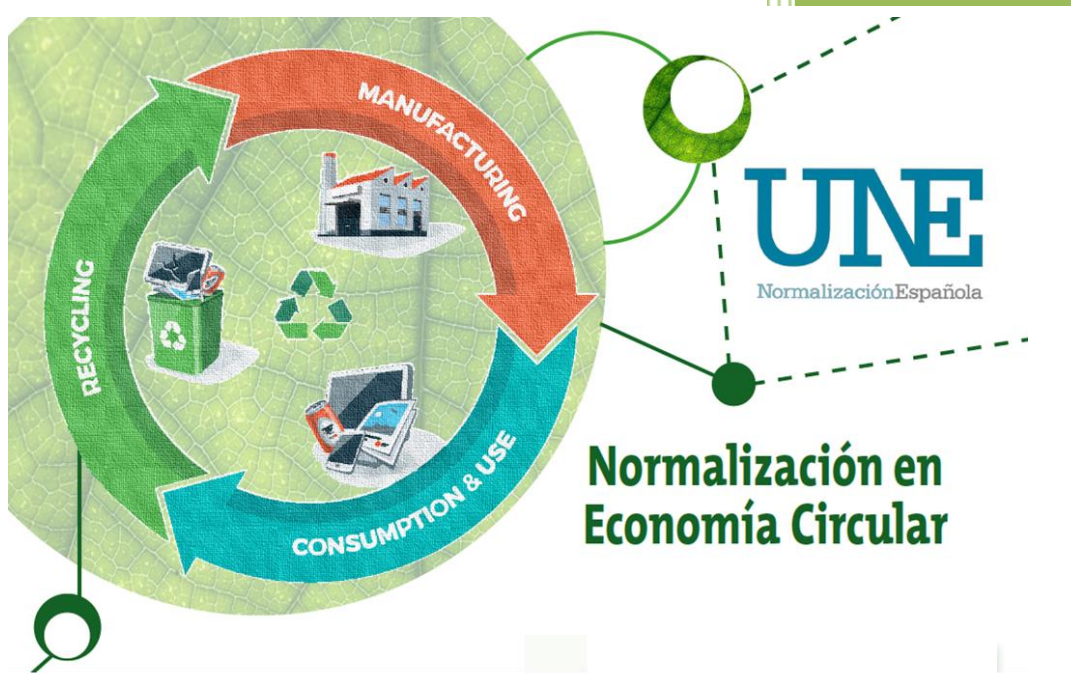 MANUFACTURING
RECYCLING
CONSUMPTION & USE
UNE
NormalizaciónEspañola
Normalización en
Economía Circular